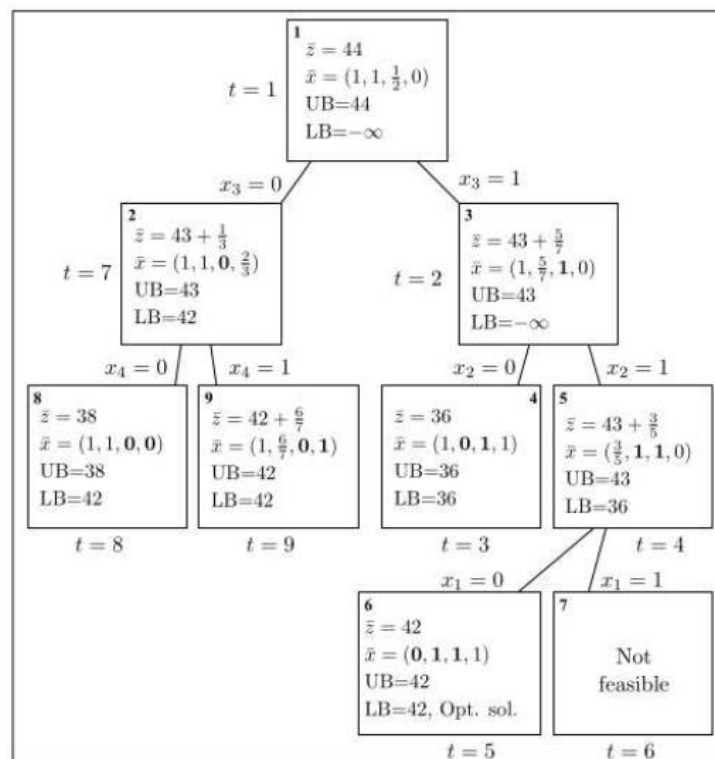 1
z̄ = 44
x̄ = (1, 1, 1/2, 0)
UB=44
LB=−∞
t = 1
x₃ = 0
x₃ = 1
2
z̄ = 43 + 1/3
x̄ = (1, 1, 0, 2/3)
UB=43
LB=42
t = 7
3
z̄ = 43 + 5/7
x̄ = (1, 5/7, 1, 0)
UB=43
LB=−∞
t = 2
x₄ = 0
x₄ = 1
x₂ = 0
x₂ = 1
8
z̄ = 38
x̄ = (1, 1, 0, 0)
UB=38
LB=42
t = 8
9
z̄ = 42 + 6/7
x̄ = (1, 6/7, 0, 1)
UB=42
LB=42
t = 9
4
z̄ = 36
x̄ = (1, 0, 1, 1)
UB=36
LB=36
t = 3
5
z̄ = 43 + 3/5
x̄ = (3/5, 1, 1, 0)
UB=43
LB=36
t = 4
x₁ = 0
x₁ = 1
6
z̄ = 42
x̄ = (0, 1, 1, 1)
UB=42
LB=42, Opt. sol.
t = 5
7
Not
feasible
t = 6